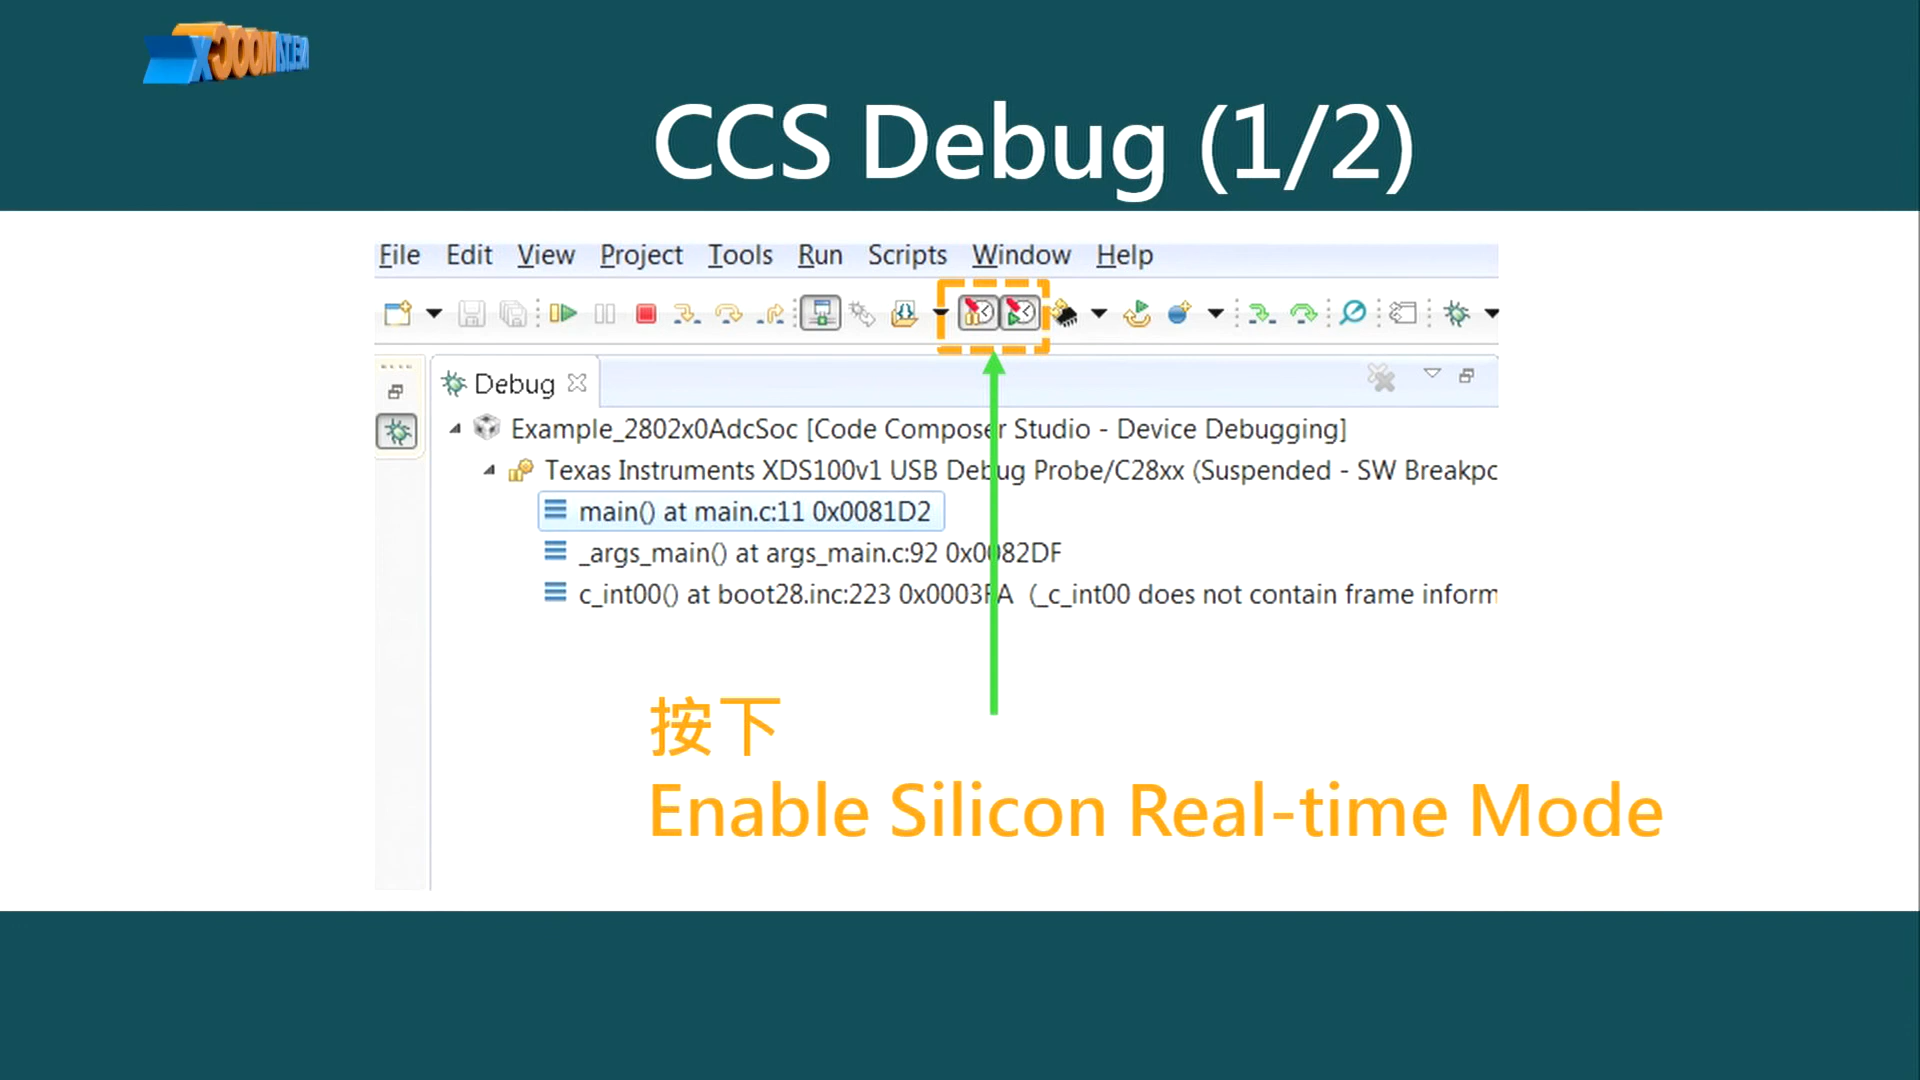 CCS Debug (1/2)
File Edit View Project Tools Run Scripts Window Help
Debug
Example_2802x0AdcSoc [Code Composer Studio - Device Debugging]
Texas Instruments XDS100v1 USB Debug Probe/C28xx (Suspended - SW Breakpo
main() at main.c:11 0x0081D2
_args_main() at args_main.c:92 0x0082DF
c_int00() at boot28.inc:223 0x0003FA (_c_int00 does not contain frame inform
按下
Enable Silicon Real-time Mode